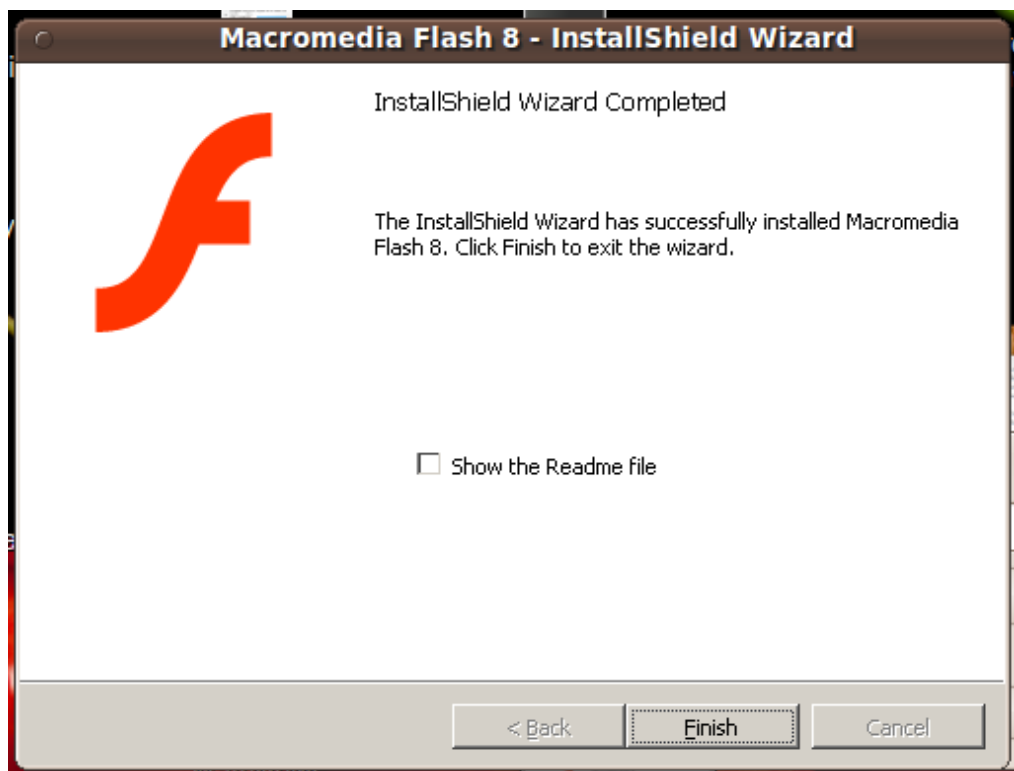 Macromedia Flash 8 - InstallShield Wizard
InstallShield Wizard Completed
The InstallShield Wizard has successfully installed Macromedia
Flash 8. Click Finish to exit the wizard.
Show the Readme file
< Back
Finish
Cancel